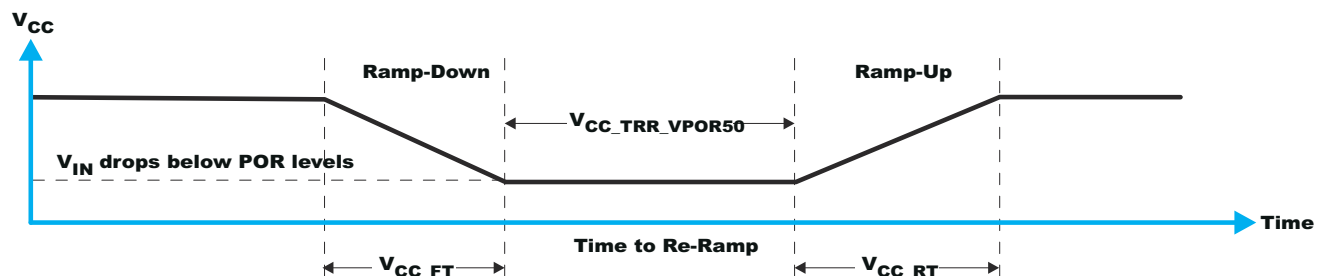 VCC
Ramp-Down
Ramp-Up
VCC_TRR_VPOR50
VIN drops below POR levels
Time
Time to Re-Ramp
VCC_FT
VCC_RT